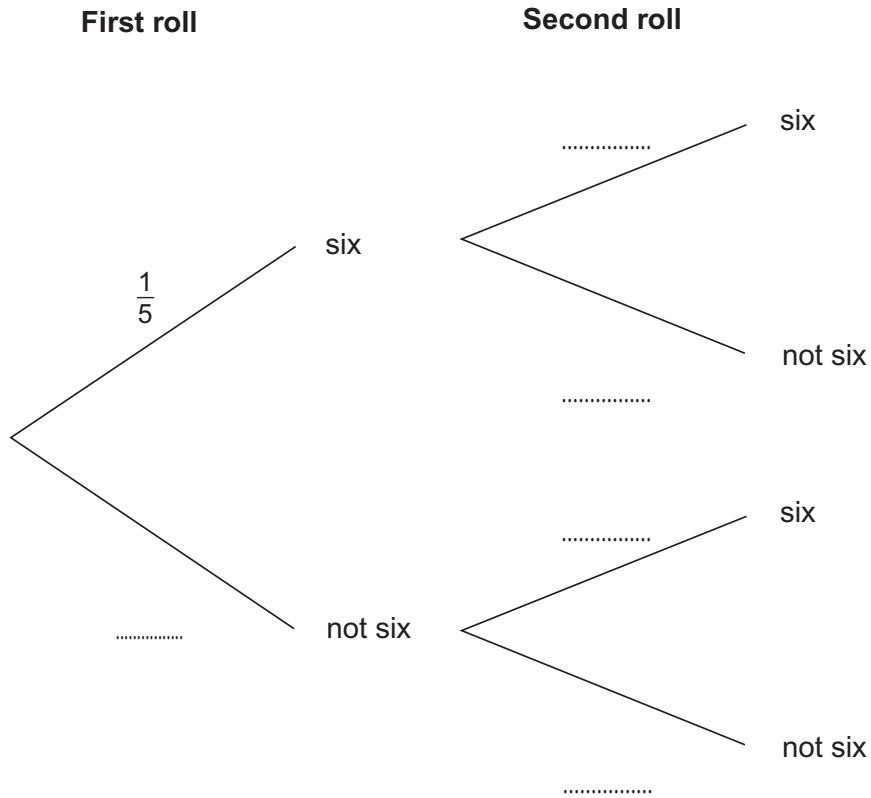 First roll
Second roll
six
................
1
5
six
not six
................
six
................
................
not six
not six
................